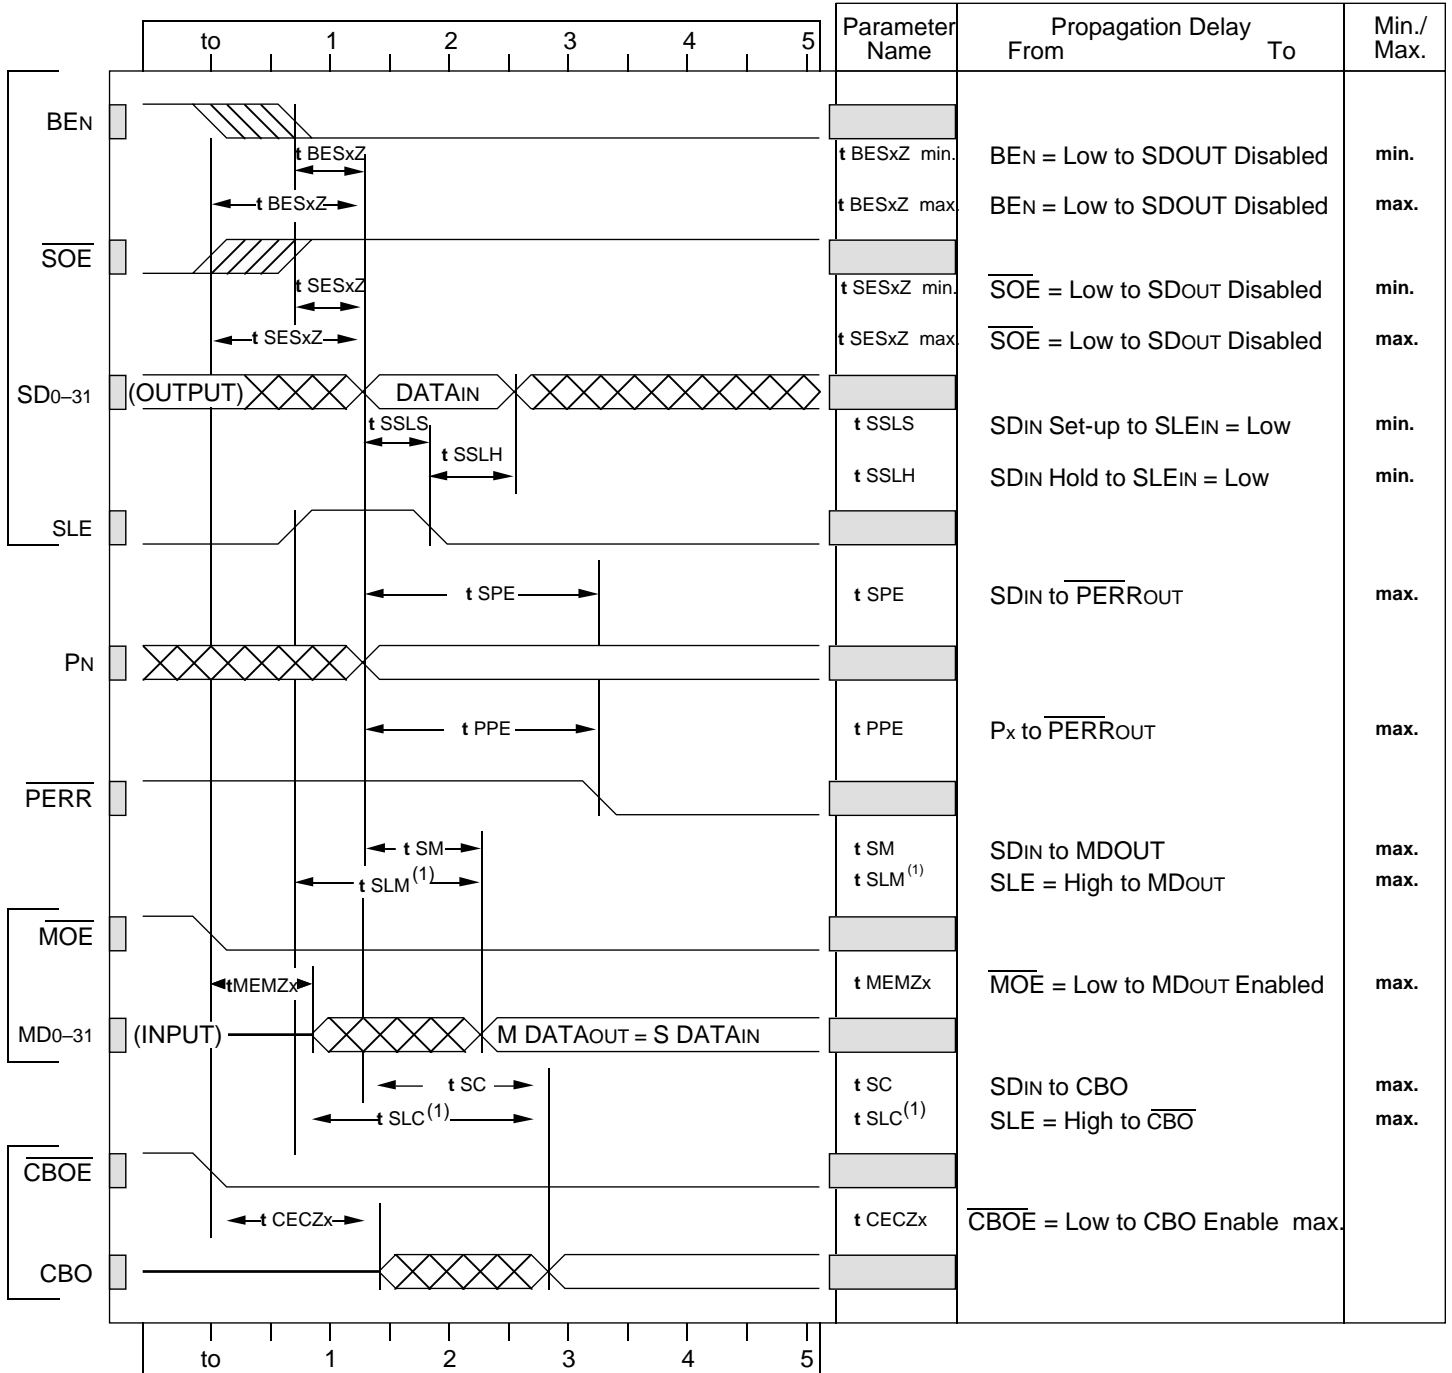 to 1 2 3 4 5 Parameter Name Propagation Delay From To Min./ Max.
BEN
t BESxZ t BESxZ min. BEN = Low to SDOUT Disabled min.
t BESxZ t BESxZ max. BEN = Low to SDOUT Disabled max.
SOE
t SESxZ t SESxZ min. SOE = Low to SDOUT Disabled min.
t SESxZ t SESxZ max. SOE = Low to SDOUT Disabled max.
SD0–31 (OUTPUT) DATAIN
t SSLS t SSLS SDIN Set-up to SLEIN = Low min.
t SSLH t SSLH SDIN Hold to SLEIN = Low min.
SLE
t SPE t SPE SDIN to PERROUT max.
PN
t PPE t PPE Px to PERROUT max.
PERR
t SM t SM SDIN to MDOUT max.
t SLM(1) t SLM(1) SLE = High to MDOUT max.
MOE
tMEMZx t MEMZx MOE = Low to MDOUT Enabled max.
MD0–31 (INPUT) M DATAOUT = S DATAIN
t SC t SC SDIN to CBO max.
t SLC(1) t SLC(1) SLE = High to CBO max.
CBOE
t CECZx t CECZx CBOE = Low to CBO Enable max.
CBO
to 1 2 3 4 5